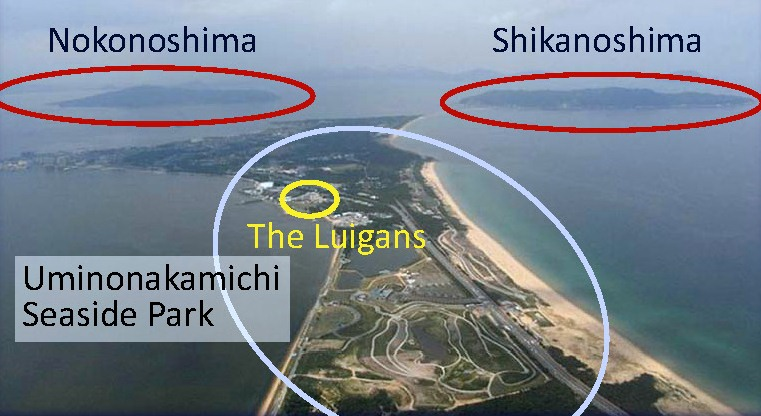 Nokonoshima
Shikanoshima
The Luigans
Uminonakamichi
Seaside Park